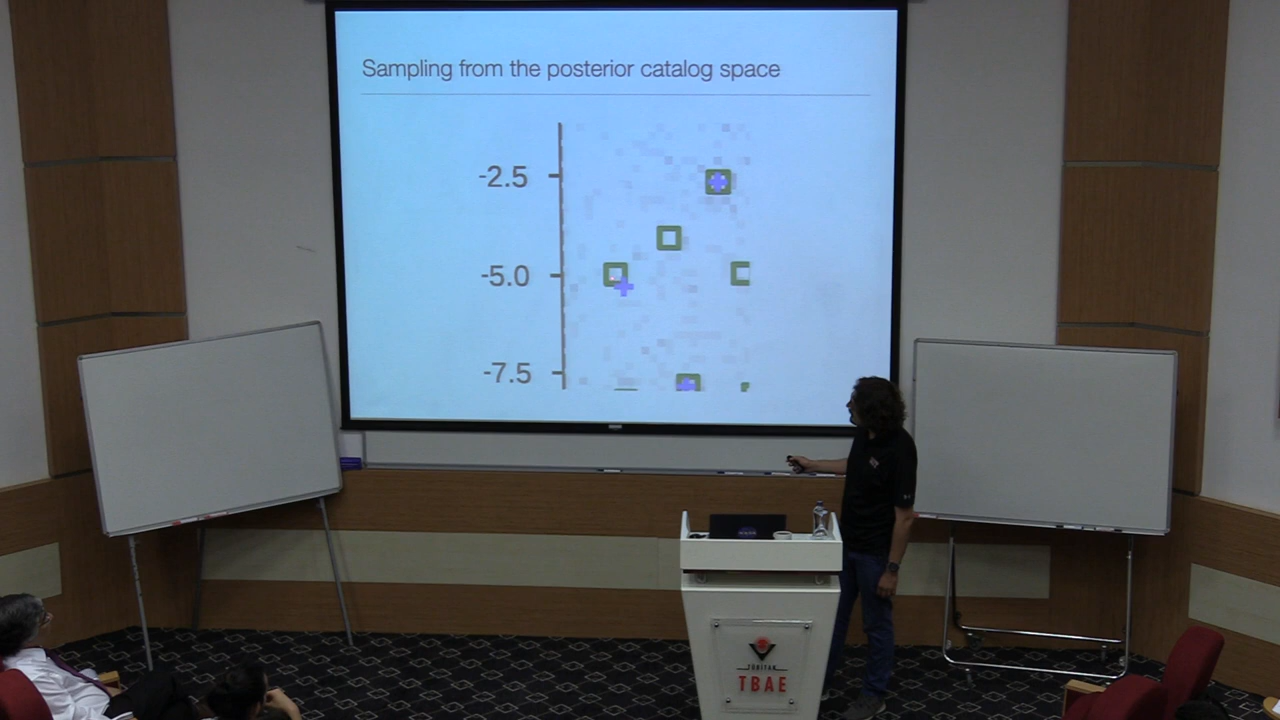 Sampling from the posterior catalog space
-2.5
-5.0
-7.5
TÜBİTAK
TBAE